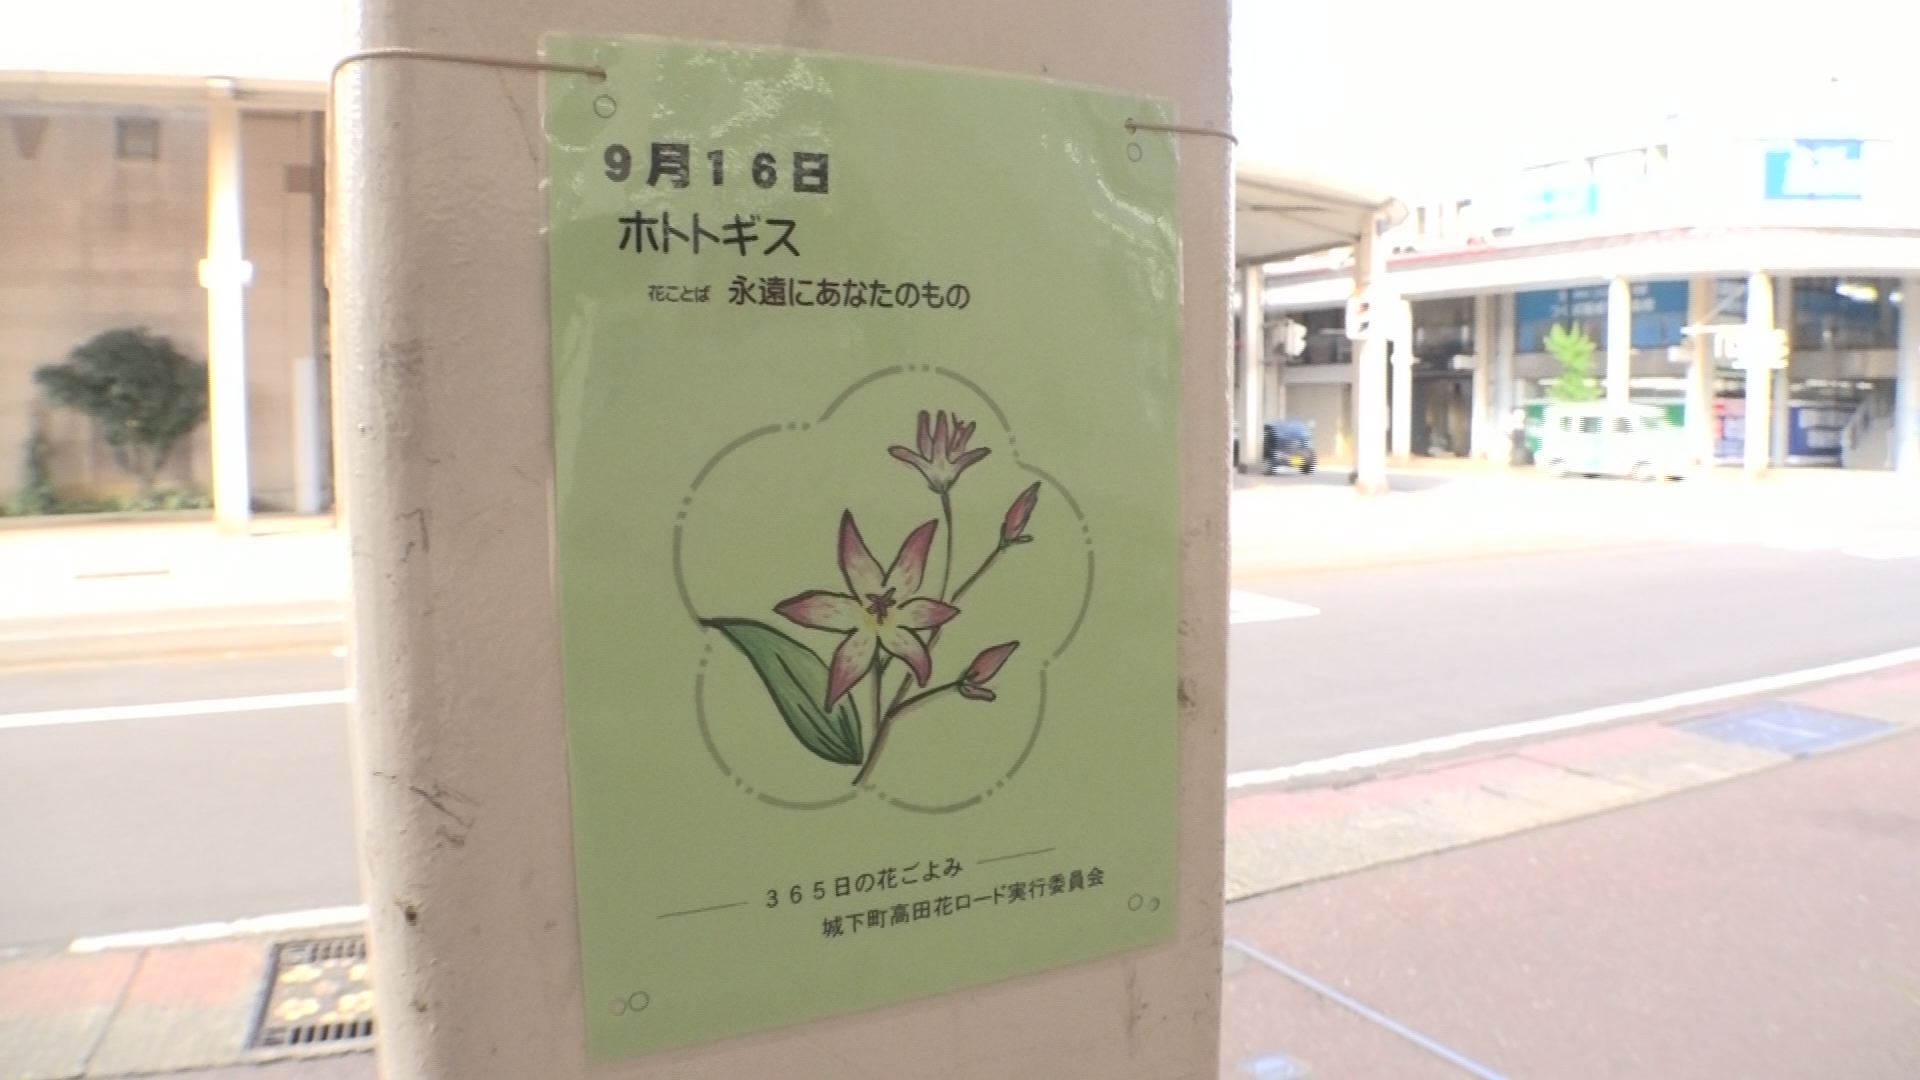 9月16日
ホトトギス
花ことば 永遠にあなたのもの
365日の花ごよみ
城下町高田花ロード実行委員会